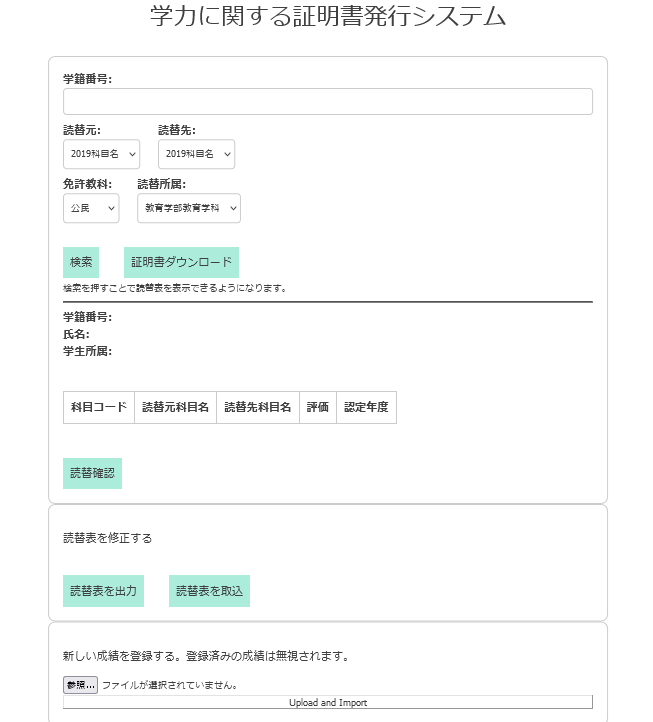 学力に関する証明書発行システム
学籍番号:
読替元: 読替先:
2019科目名 2019科目名
免許教科: 読替所属:
公民 教育学部教育学科
検索 証明書ダウンロード
検索を押すことで読替表を表示できるようになります。
学籍番号:
氏名:
学生所属:
科目コード 読替元科目名 読替先科目名 評価 認定年度
読替確認
読替表を修正する
読替表を出力 読替表を取込
新しい成績を登録する。登録済みの成績は無視されます。
参照... ファイルが選択されていません。
Upload and Import